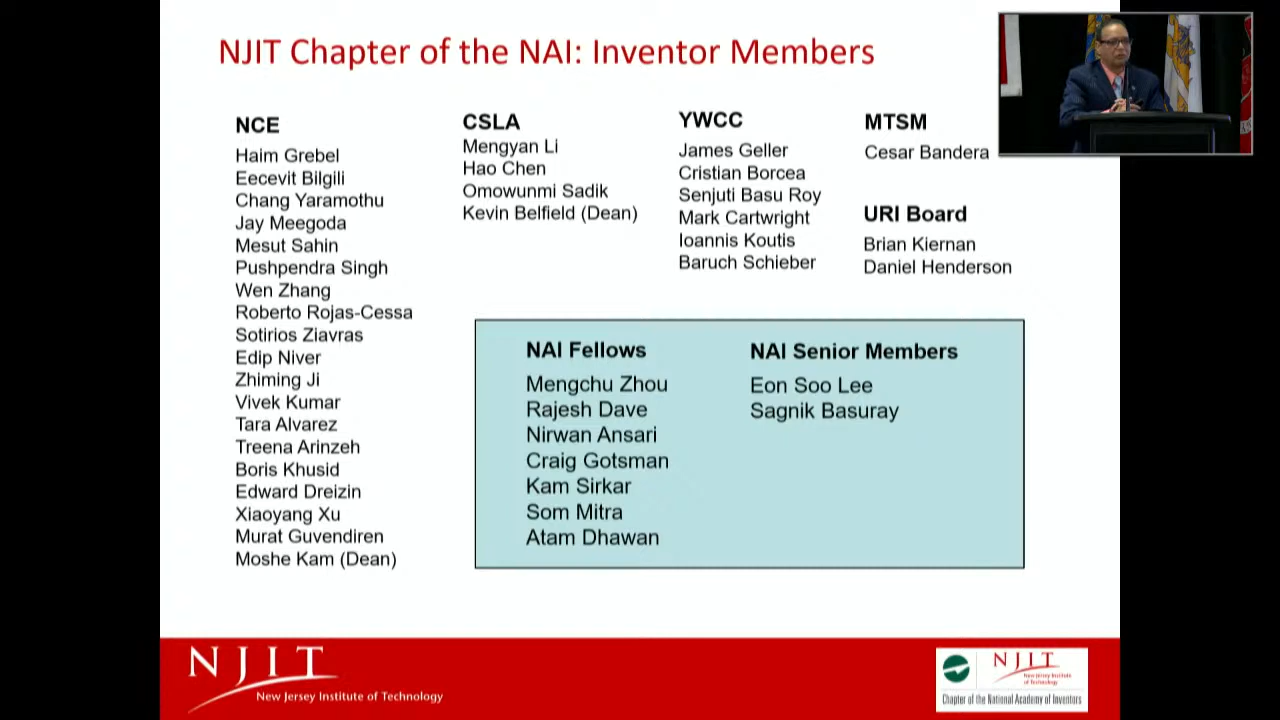 NJIT Chapter of the NAI: Inventor Members
NCE
Haim Grebel
Eecevit Bilgili
Chang Yaramothu
Jay Meegoda
Mesut Sahin
Pushpendra Singh
Wen Zhang
Roberto Rojas-Cessa
Sotirios Ziavras
Edip Niver
Zhiming Ji
Vivek Kumar
Tara Alvarez
Treena Arinzeh
Boris Khusid
Edward Dreizin
Xiaoyang Xu
Murat Guvendiren
Moshe Kam (Dean)
CSLA
Mengyan Li
Hao Chen
Omowunmi Sadik
Kevin Belfield (Dean)
YWCC
James Geller
Cristian Borcea
Senjuti Basu Roy
Mark Cartwright
Ioannis Koutis
Baruch Schieber
MTSM
Cesar Bandera
URI Board
Brian Kiernan
Daniel Henderson
NAI Fellows
Mengchu Zhou
Rajesh Dave
Nirwan Ansari
Craig Gotsman
Kam Sirkar
Som Mitra
Atam Dhawan
NAI Senior Members
Eon Soo Lee
Sagnik Basuray
NJIT
New Jersey Institute of Technology
NJIT
New Jersey Institute
of Technology
Chapter of the National Academy of Inventors